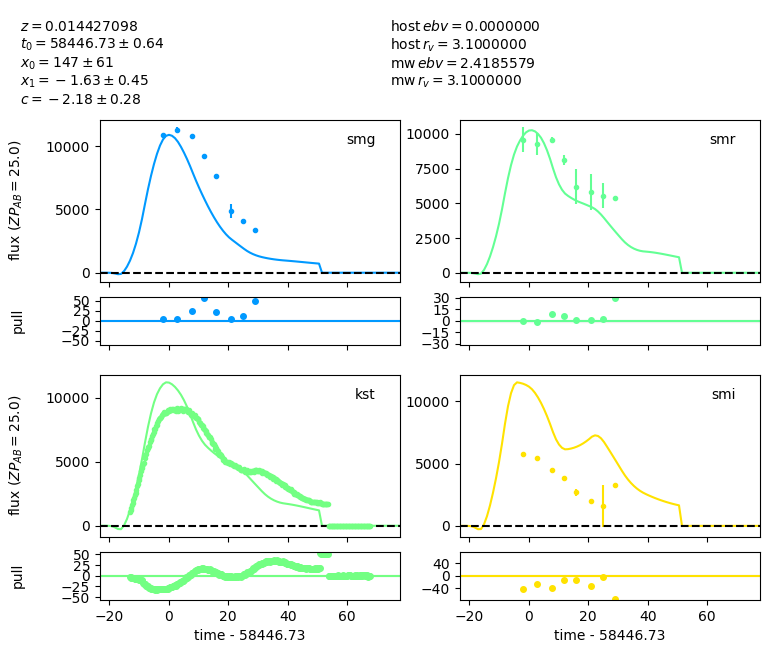 z = 0.014427098
t₀ = 58446.73 ± 0.64
x₀ = 147 ± 61
x₁ = −1.63 ± 0.45
c = −2.18 ± 0.28
host ebv = 0.0000000
host r_v = 3.1000000
mw ebv = 2.4185579
mw r_v = 3.1000000
flux (ZP_AB = 25.0)
10000
5000
0
smg
10000
7500
5000
2500
0
smr
pull
50
25
0
−25
−50
30
15
0
−15
−30
flux (ZP_AB = 25.0)
10000
5000
0
kst
10000
5000
0
smi
pull
50
25
0
−25
−50
40
0
−40
−20 0 20 40 60
−20 0 20 40 60
time - 58446.73
time - 58446.73